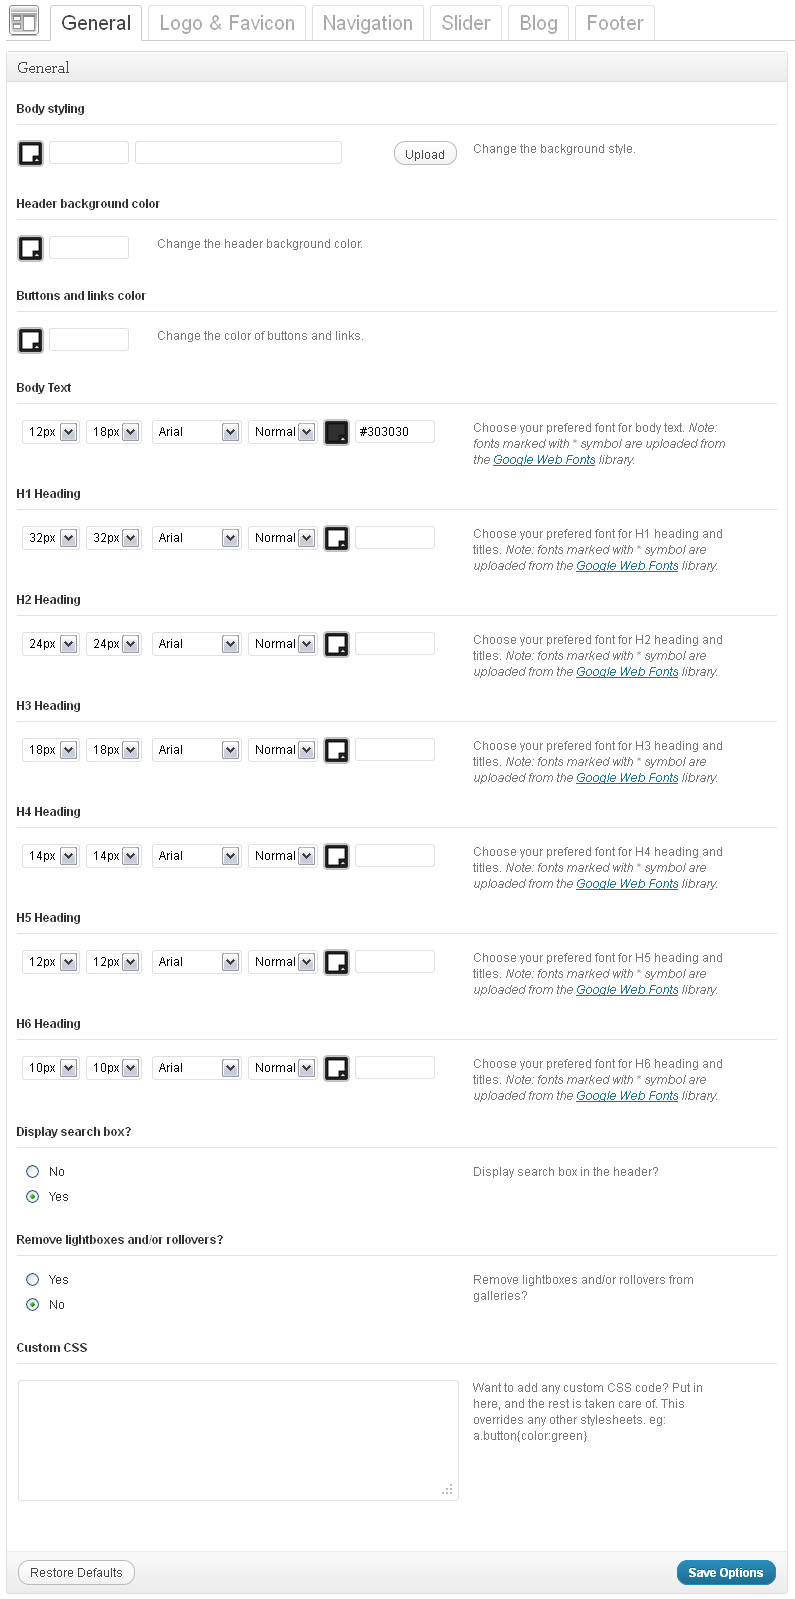 General Logo & Favicon Navigation Slider Blog Footer
General
Body styling
Upload Change the background style.
Header background color
Change the header background color.
Buttons and links color
Change the color of buttons and links.
Body Text
12px 18px Arial Normal #303030 Choose your prefered font for body text. Note:
fonts marked with * symbol are uploaded from
the Google Web Fonts library.
H1 Heading
32px 32px Arial Normal Choose your prefered font for H1 heading and
titles. Note: fonts marked with * symbol are
uploaded from the Google Web Fonts library.
H2 Heading
24px 24px Arial Normal Choose your prefered font for H2 heading and
titles. Note: fonts marked with * symbol are
uploaded from the Google Web Fonts library.
H3 Heading
18px 18px Arial Normal Choose your prefered font for H3 heading and
titles. Note: fonts marked with * symbol are
uploaded from the Google Web Fonts library.
H4 Heading
14px 14px Arial Normal Choose your prefered font for H4 heading and
titles. Note: fonts marked with * symbol are
uploaded from the Google Web Fonts library.
H5 Heading
12px 12px Arial Normal Choose your prefered font for H5 heading and
titles. Note: fonts marked with * symbol are
uploaded from the Google Web Fonts library.
H6 Heading
10px 10px Arial Normal Choose your prefered font for H6 heading and
titles. Note: fonts marked with * symbol are
uploaded from the Google Web Fonts library.
Display search box?
No Display search box in the header?
Yes
Remove lightboxes and/or rollovers?
Yes Remove lightboxes and/or rollovers from
galleries?
No
Custom CSS
Want to add any custom CSS code? Put in
here, and the rest is taken care of. This
overrides any other stylesheets. eg:
a.button{color:green}
Restore Defaults Save Options